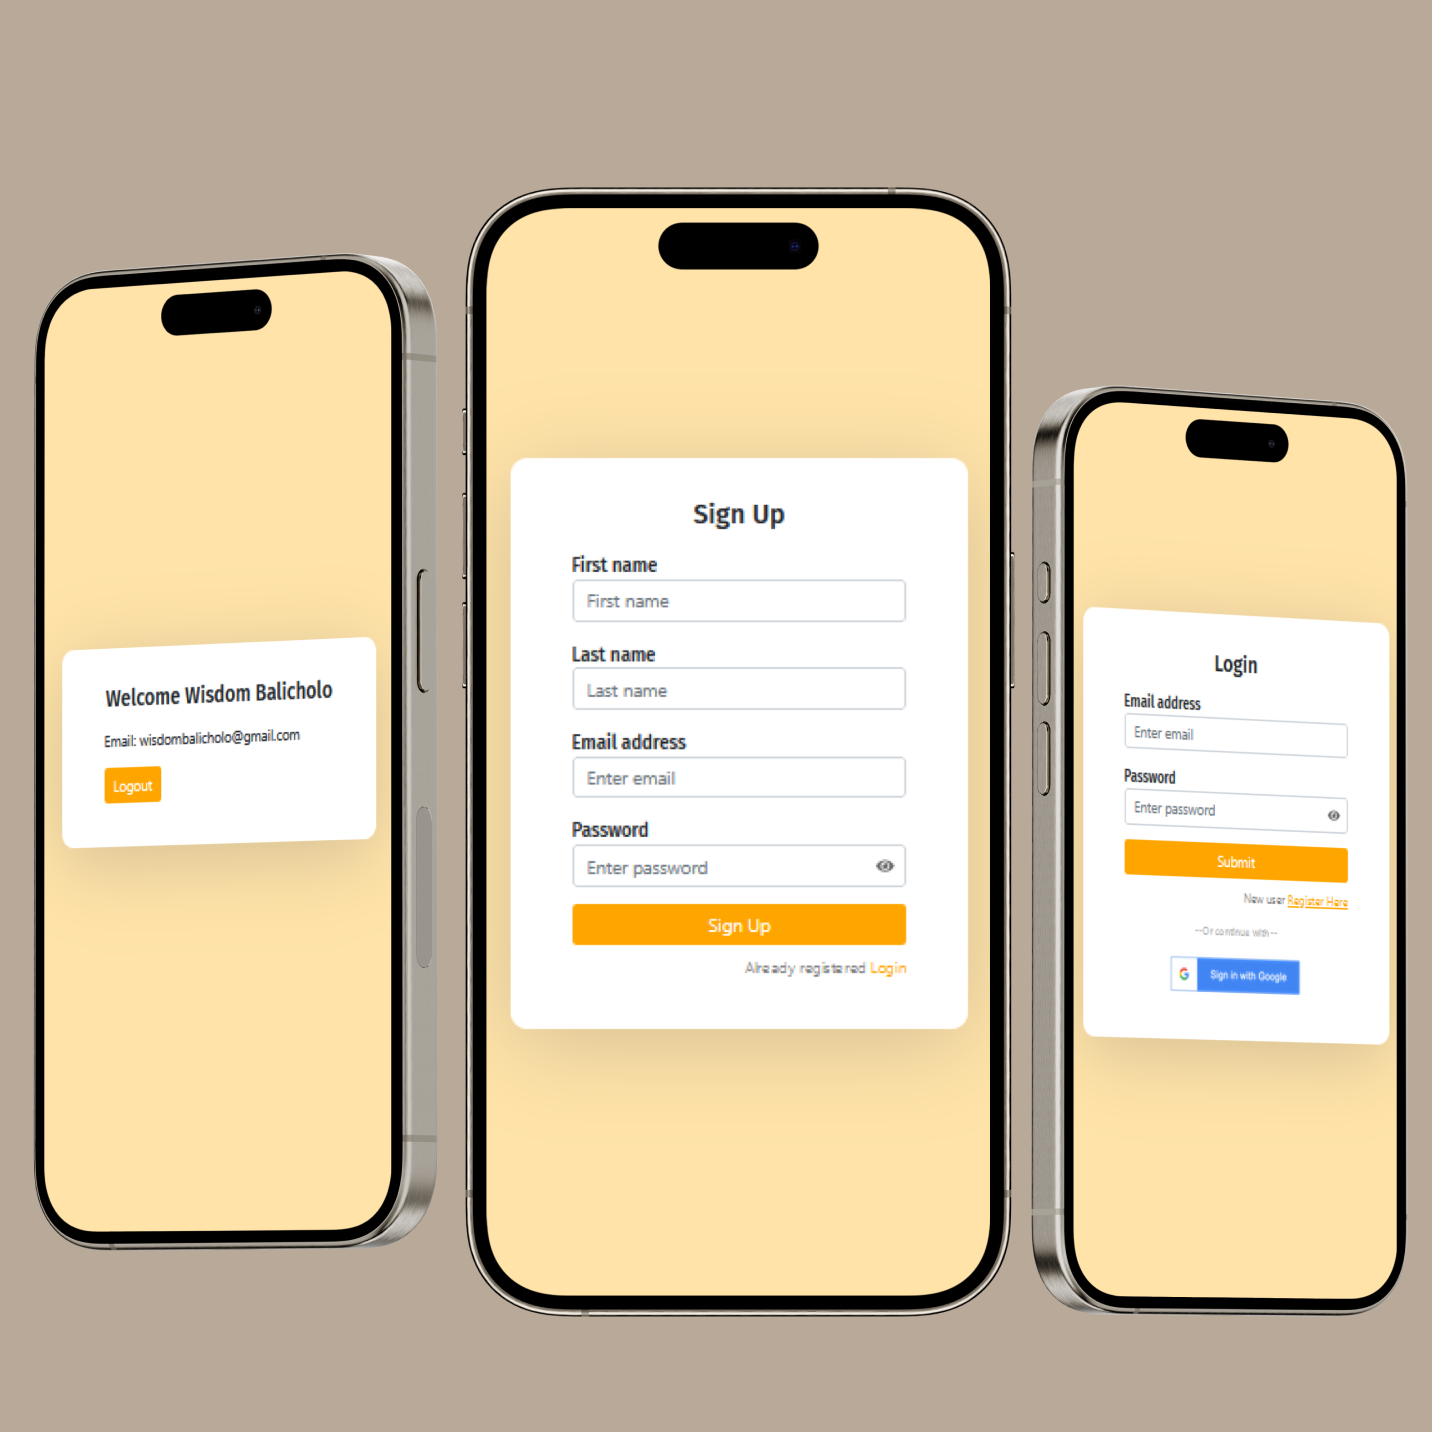 Welcome Wisdom Balicholo
Email: wisdombalicholo@gmail.com
Logout
Sign Up
First name
First name
Last name
Last name
Email address
Enter email
Password
Enter password
Sign Up
Already registered Login
Login
Email address
Enter email
Password
Enter password
Submit
New user Register Here
--Or continue with--
G Sign in with Google